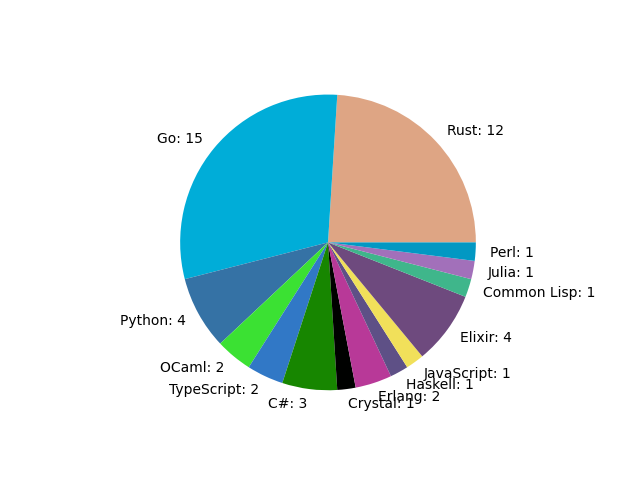 Rust: 12
Go: 15
Python: 4
OCaml: 2
TypeScript: 2
C#: 3
Crystal: 1
Erlang: 2
Haskell: 1
JavaScript: 1
Elixir: 4
Common Lisp: 1
Julia: 1
Perl: 1